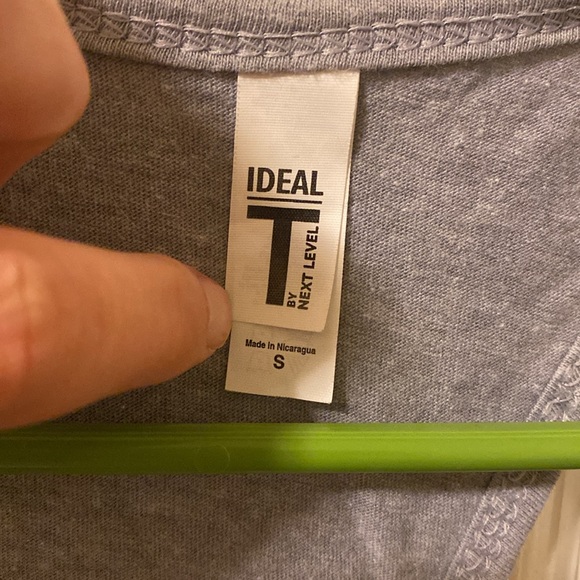 IDEAL
T
BY
NEXT LEVEL
Made in Nicaragua
S